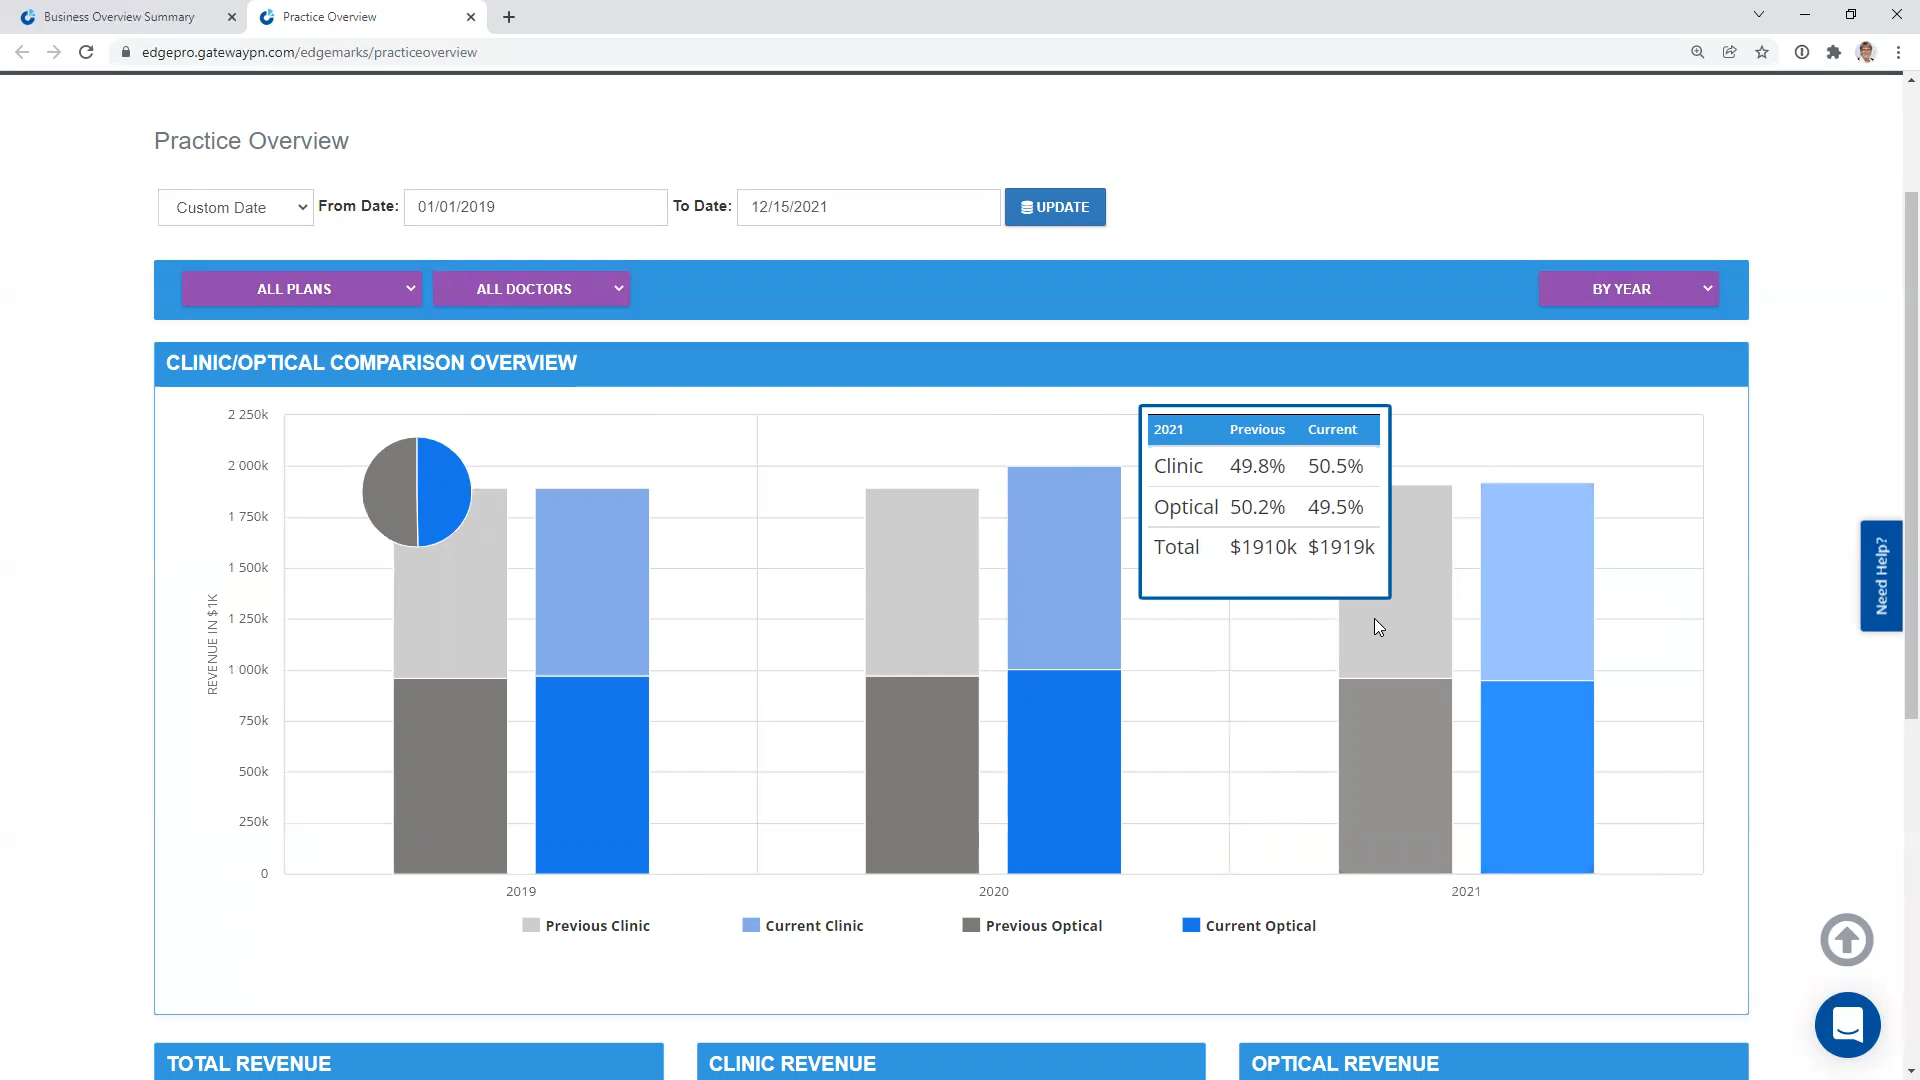 Business Overview Summary
Practice Overview
edgepro.gatewaypn.com/edgemarks/practiceoverview
Practice Overview
Custom Date From Date: 01/01/2019 To Date: 12/15/2021 UPDATE
ALL PLANS ALL DOCTORS BY YEAR
CLINIC/OPTICAL COMPARISON OVERVIEW
2 250k
2 000k
1 750k
1 500k
1 250k
1 000k
750k
500k
250k
0
REVENUE IN $1K
2021 Previous Current
Clinic 49.8% 50.5%
Optical 50.2% 49.5%
Total $1910k $1919k
2019 2020 2021
Previous Clinic Current Clinic Previous Optical Current Optical
Need Help?
TOTAL REVENUE CLINIC REVENUE OPTICAL REVENUE